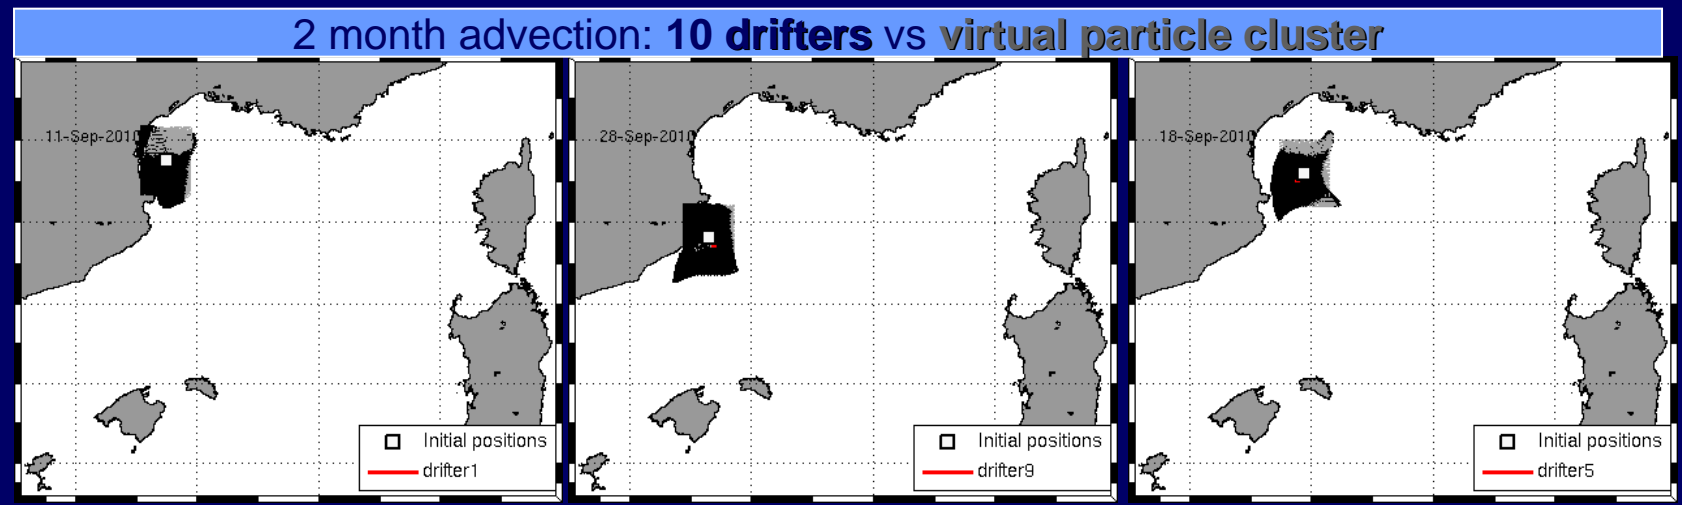 2 month advection: 10 drifters vs virtual particle cluster
11-Sep-2010
Initial positions
drifter1
28-Sep-2010
Initial positions
drifter9
18-Sep-2010
Initial positions
drifter5